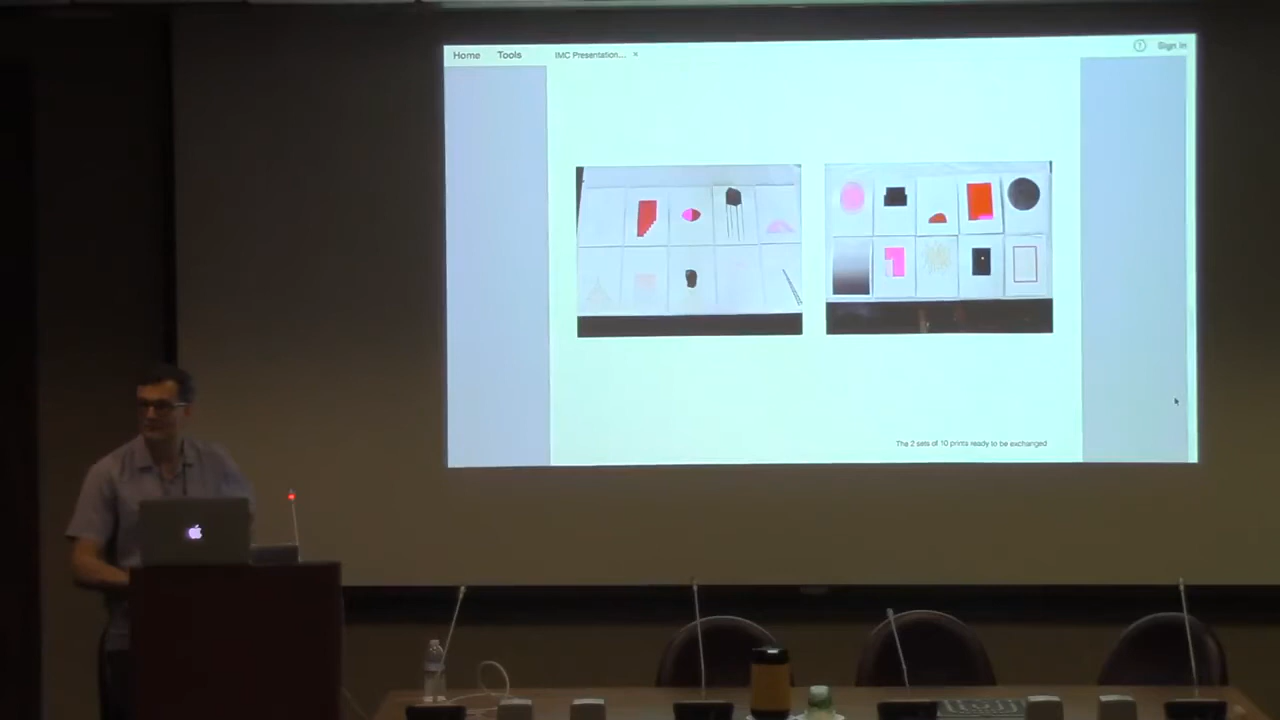 Home Tools IMC Presentation... ×
Sign In
The 2 sets of 10 prints ready to be exchanged